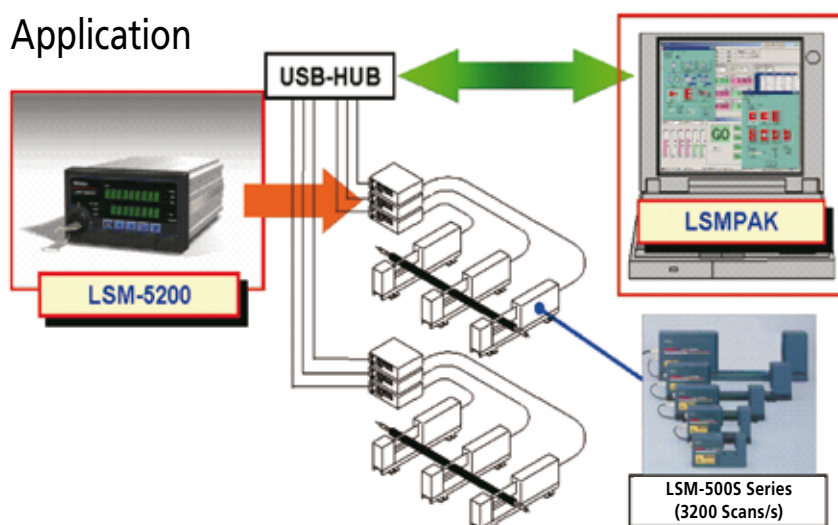 Application
USB-HUB
LSM-5200
GO
LSMPAK
LSM-500S Series
(3200 Scans/s)